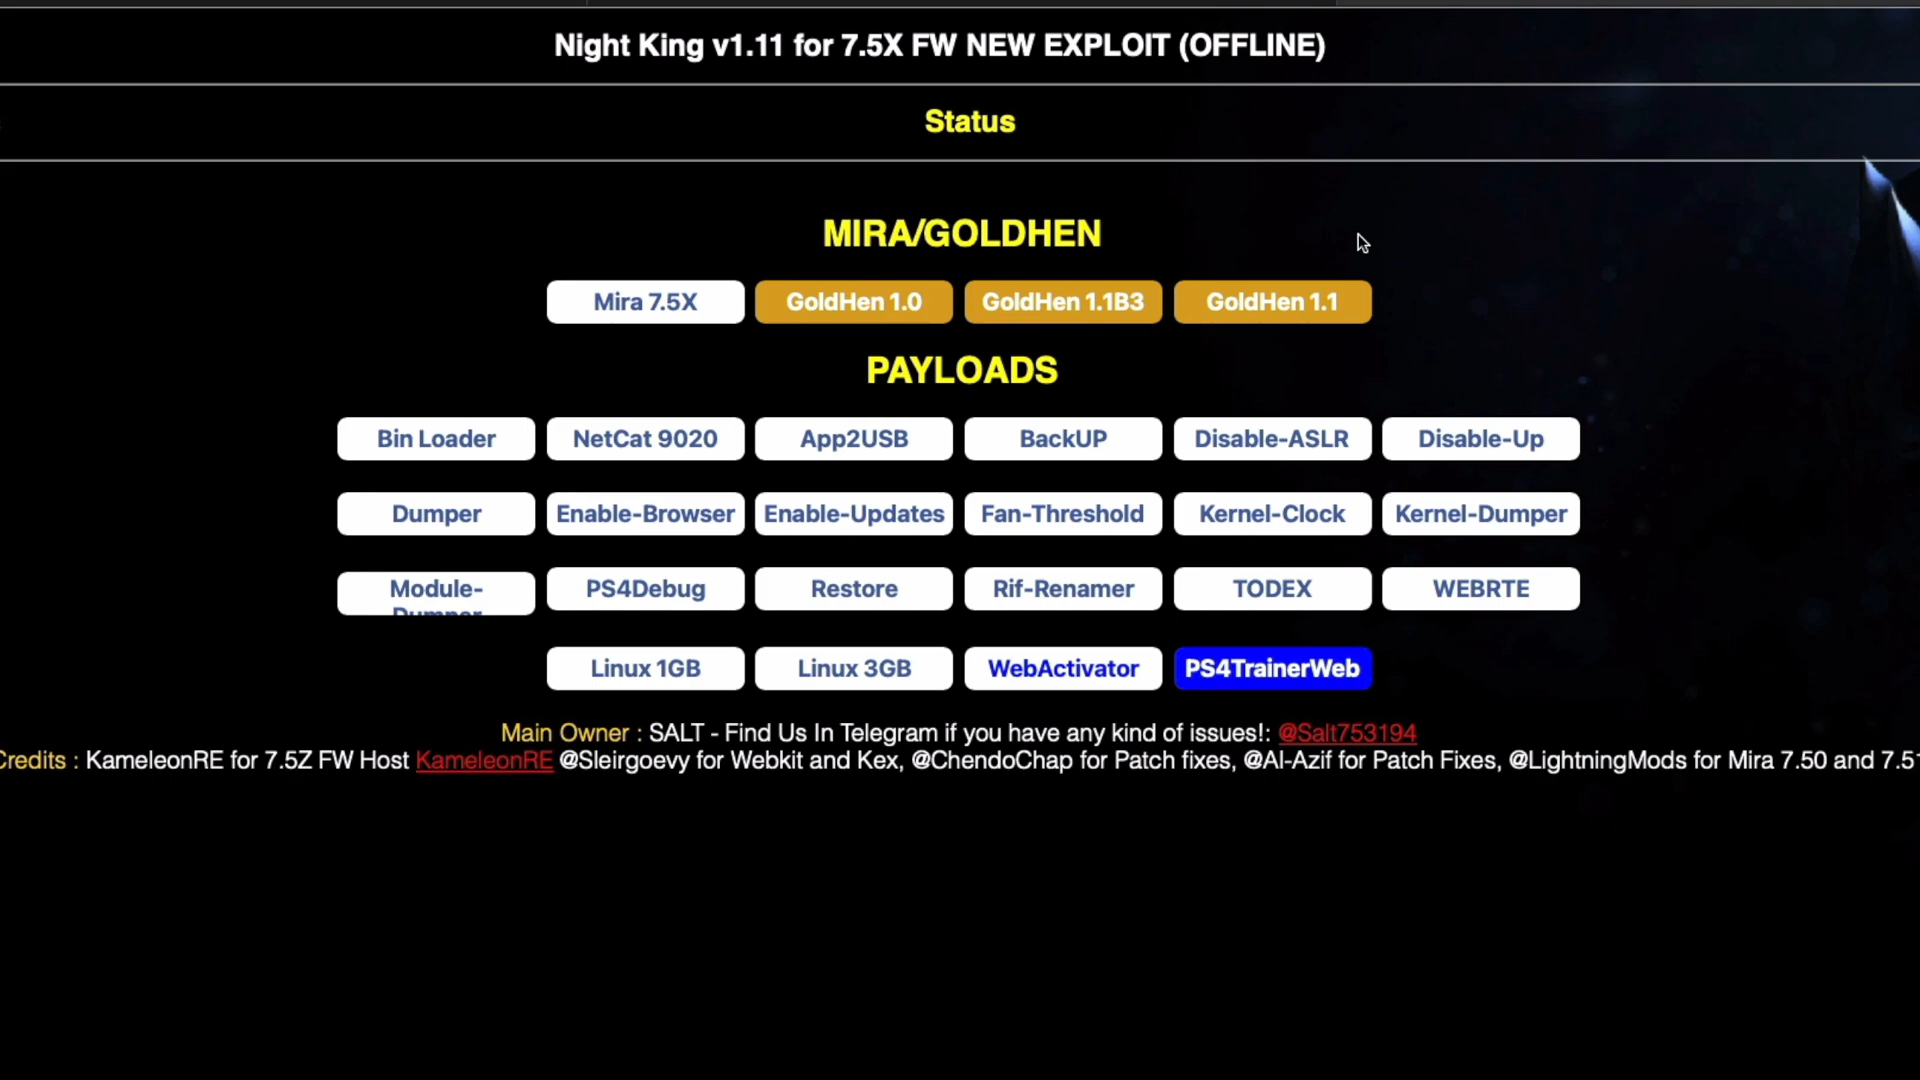 Night King v1.11 for 7.5X FW NEW EXPLOIT (OFFLINE)
Status
MIRA/GOLDHEN
Mira 7.5X GoldHen 1.0 GoldHen 1.1B3 GoldHen 1.1
PAYLOADS
Bin Loader NetCat 9020 App2USB BackUP Disable-ASLR Disable-Up
Dumper Enable-Browser Enable-Updates Fan-Threshold Kernel-Clock Kernel-Dumper
Module- PS4Debug Restore Rif-Renamer TODEX WEBRTE
Dumper
Linux 1GB Linux 3GB WebActivator PS4TrainerWeb
Main Owner : SALT - Find Us In Telegram if you have any kind of issues!: @Salt753194
Credits : KameleonRE for 7.5Z FW Host KameleonRE @Sleirgoevy for Webkit and Kex, @ChendoChap for Patch fixes, @Al-Azif for Patch Fixes, @LightningMods for Mira 7.50 and 7.51